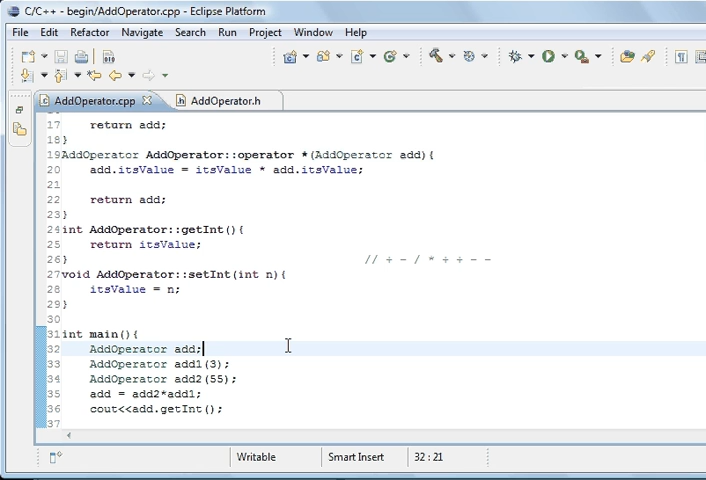 C/C++ - begin/AddOperator.cpp - Eclipse Platform
File Edit Refactor Navigate Search Run Project Window Help
AddOperator.cpp AddOperator.h
17 return add;
18}
19AddOperator AddOperator::operator *(AddOperator add){
20 add.itsValue = itsValue * add.itsValue;
21
22 return add;
23}
24int AddOperator::getInt(){
25 return itsValue;
26} // + - / * + + - -
27void AddOperator::setInt(int n){
28 itsValue = n;
29}
30
31int main(){
32 AddOperator add;
33 AddOperator add1(3);
34 AddOperator add2(55);
35 add = add2*add1;
36 cout<<add.getInt();
37
Writable Smart Insert 32 : 21